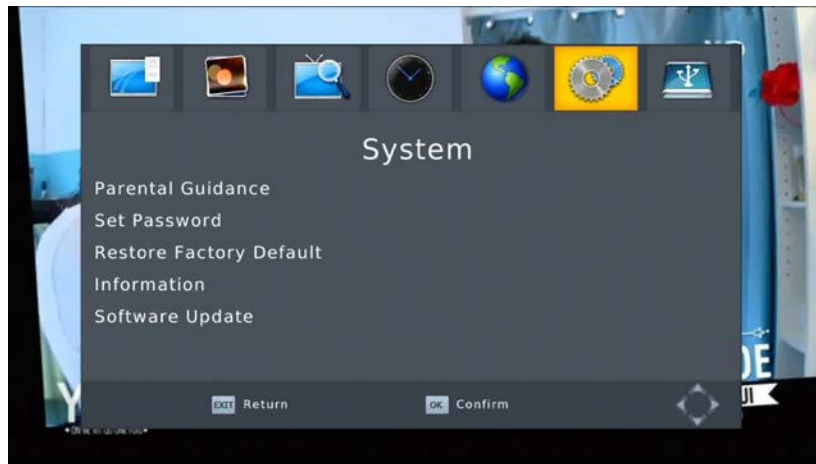 System
Parental Guidance
Set Password
Restore Factory Default
Information
Software Update
EXIT Return
OK Confirm